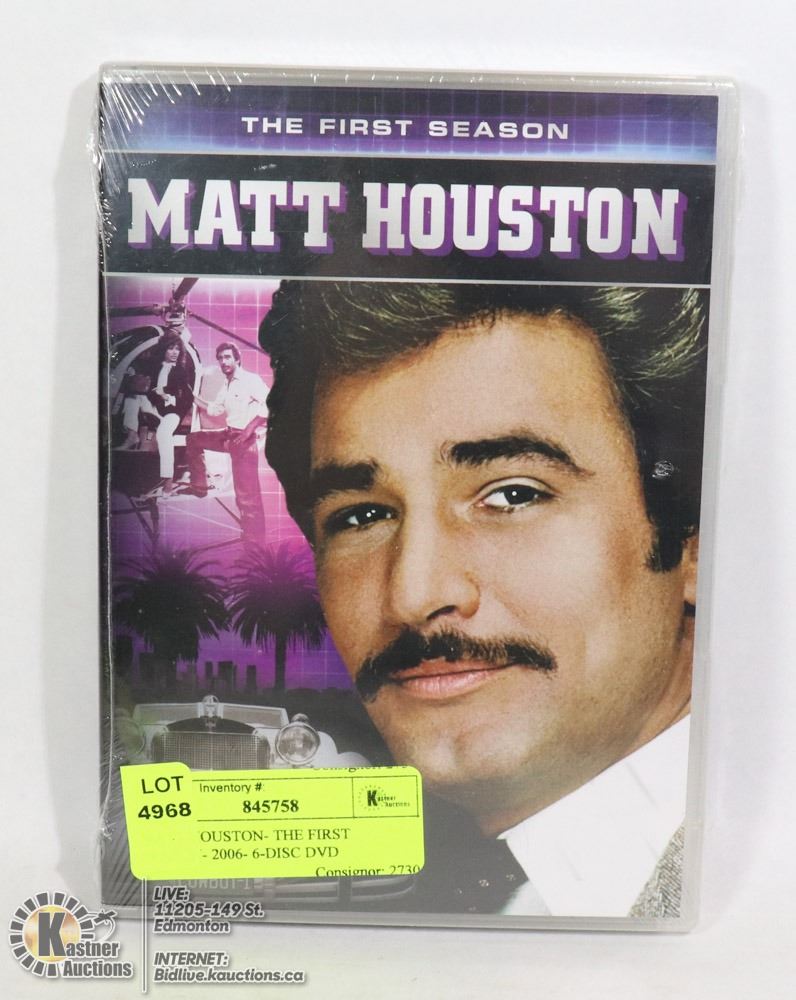 THE FIRST SEASON
MATT HOUSTON
LOT
4968
Inventory #:
845758
Kastner
Auctions
OUSTON- THE FIRST
- 2006- 6-DISC DVD
Consignor: 2730
Kastner
Auctions
LIVE:
11205-149 St.
Edmonton
INTERNET:
Bidlive.kauctions.ca